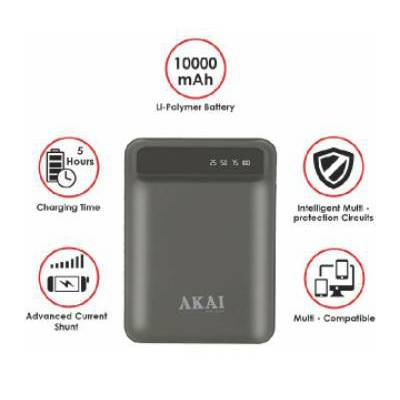 10000
mAh
Li-Polymer Battery
5
Hours
Charging Time
25 50 75 100
Intelligent Multi -
protection Circuits
Advanced Current
Shunt
AKAI
Multi - Compatible